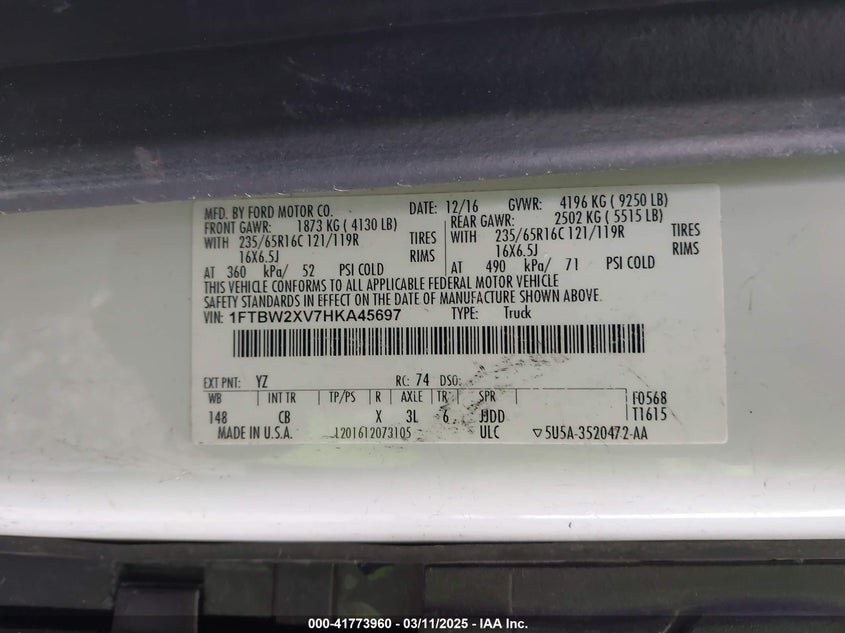 MFD. BY FORD MOTOR CO. DATE: 12/16 GVWR: 4196 KG ( 9250 LB)
FRONT GAWR: 1873 KG ( 4130 LB) REAR GAWR: 2502 KG ( 5515 LB)
WITH 235/65R16C 121/119R TIRES WITH 235/65R16C 121/119R TIRES
16X6.5J RIMS 16X6.5J RIMS
AT 360 kPa/ 52 PSI COLD AT 490 kPa/ 71 PSI COLD
THIS VEHICLE CONFORMS TO ALL APPLICABLE FEDERAL MOTOR VEHICLE
SAFETY STANDARDS IN EFFECT ON THE DATE OF MANUFACTURE SHOWN ABOVE.
VIN: 1FTBW2XV7HKA45697 TYPE: Truck
EXT PNT: YZ RC: 74 DSO:
WB INT TR TP/PS R AXLE TR SPR F0568
148 CB X 3L 6 JJDD T1615
MADE IN U.S.A. 201612073105 ULC ▽5U5A-3520472-AA
000-41773960 - 03/11/2025 - IAA Inc.